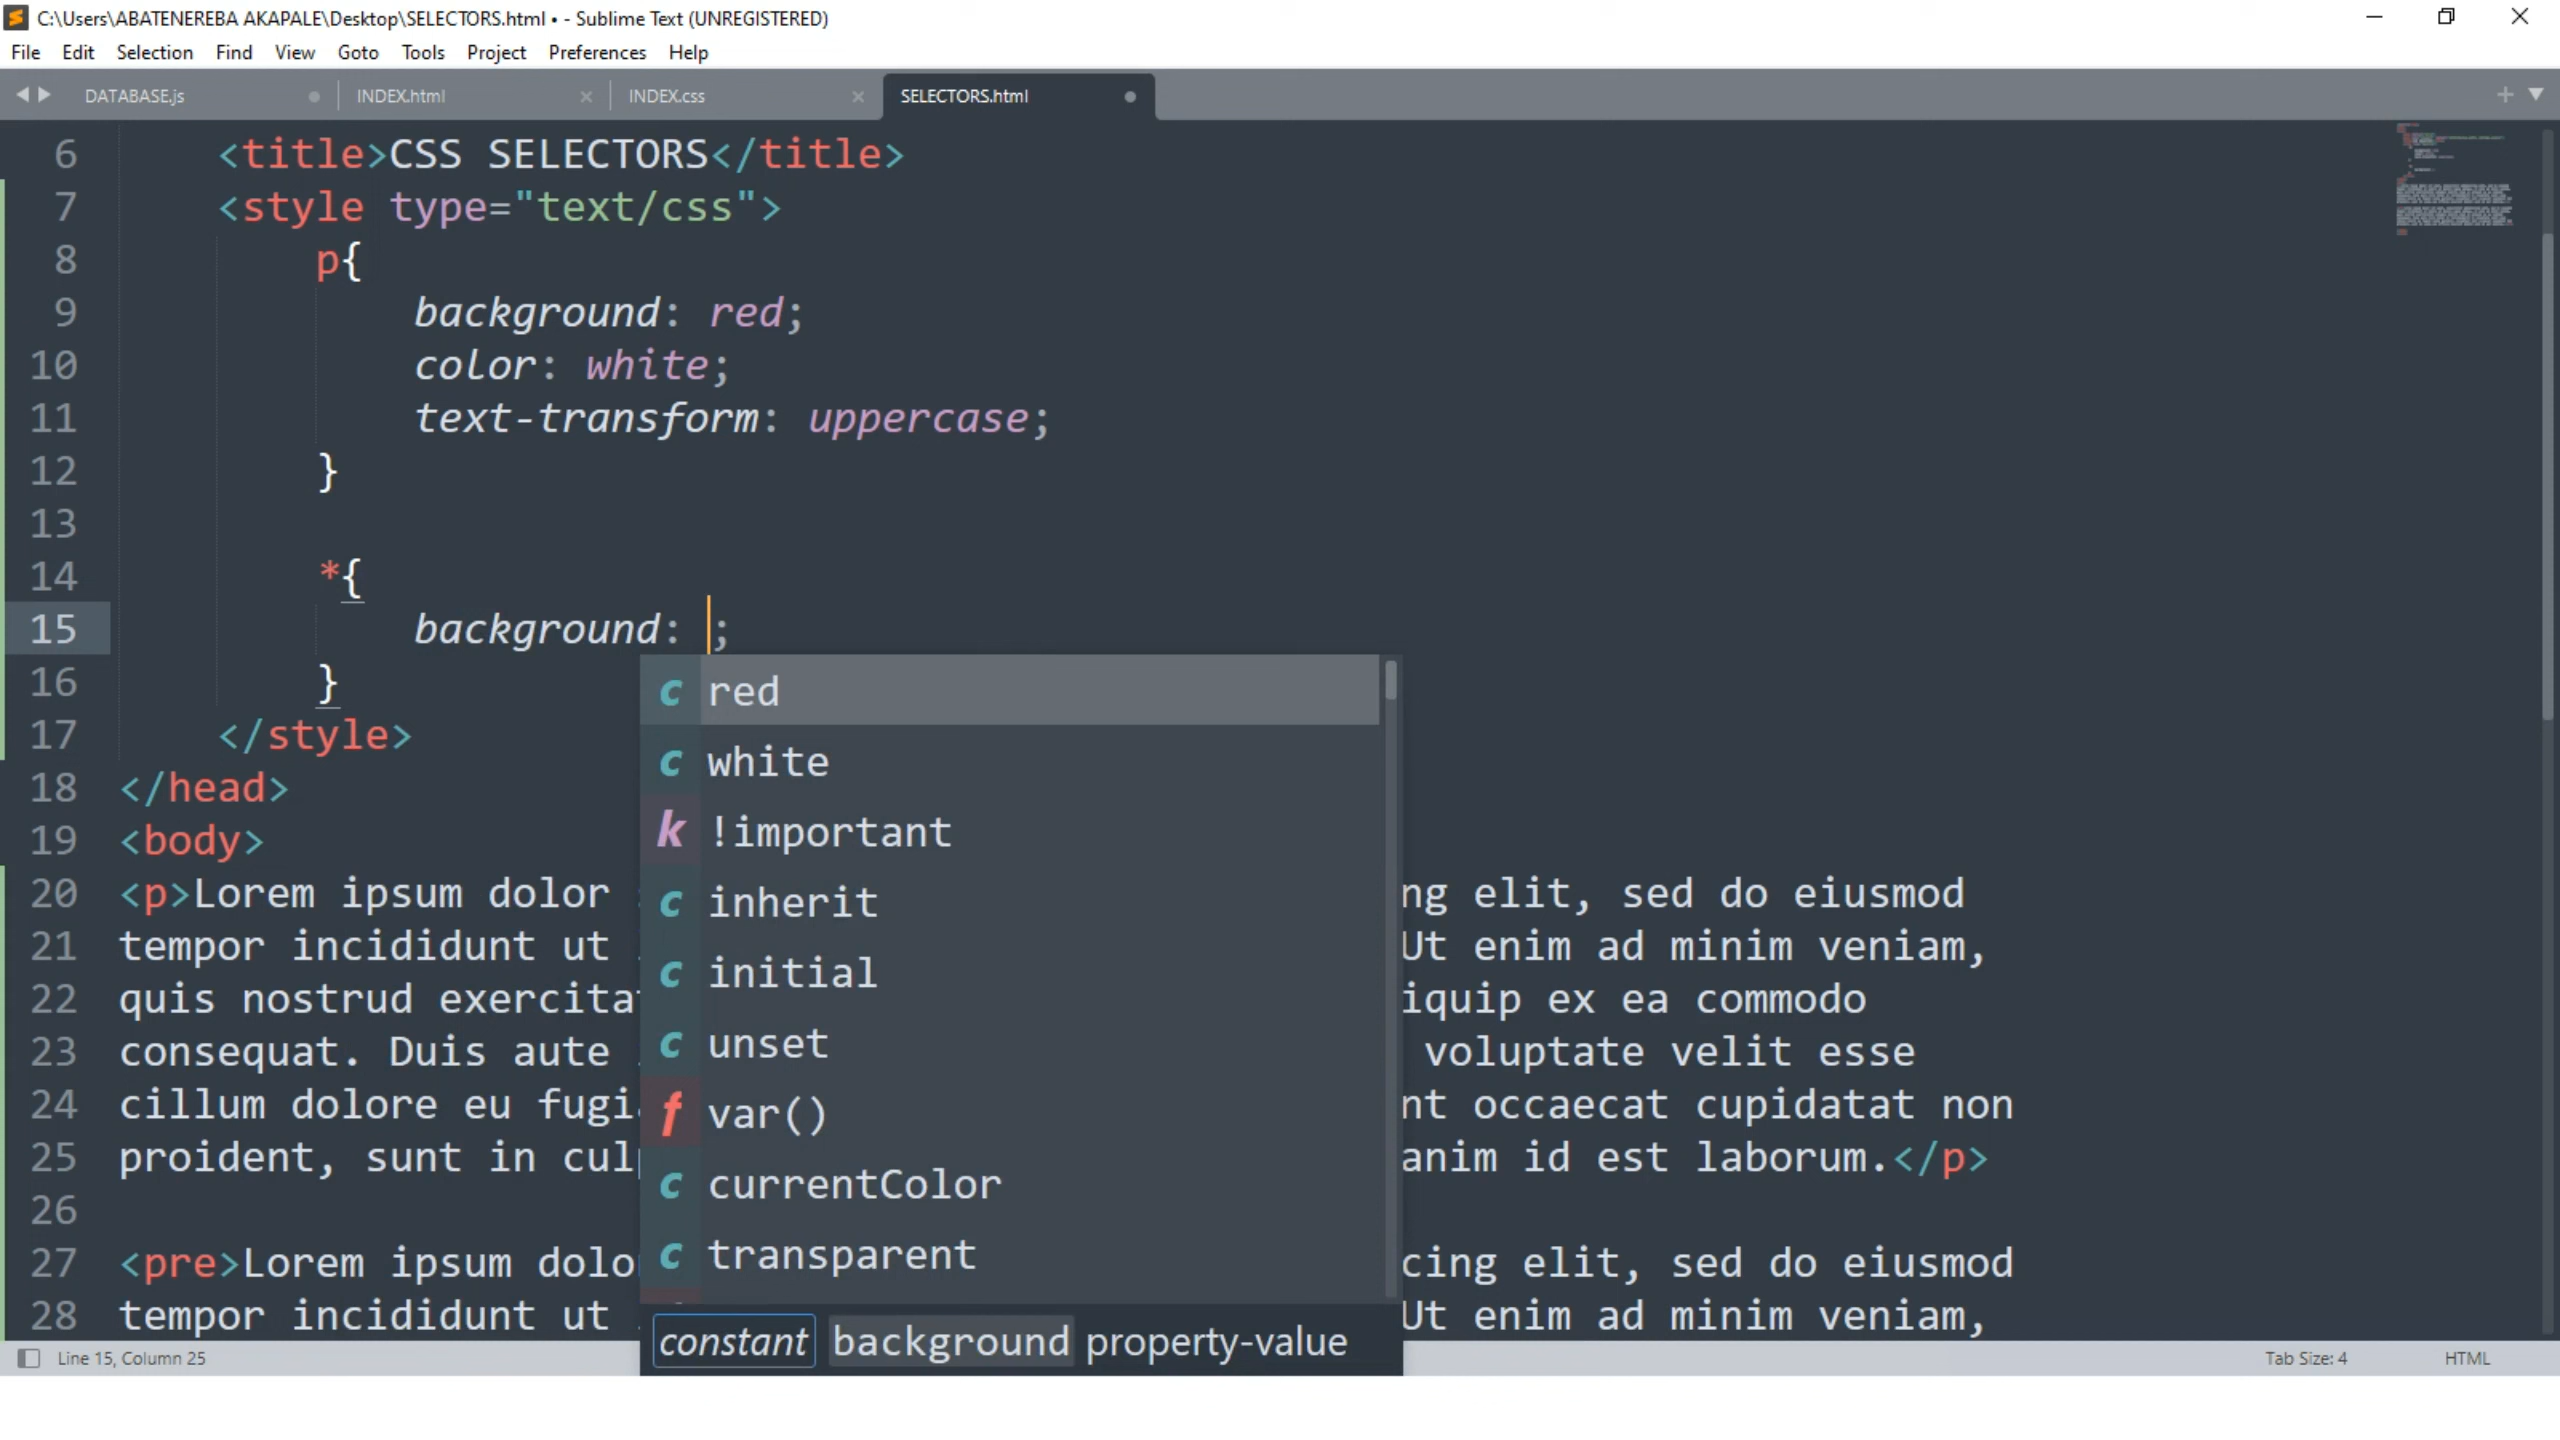 C:\Users\ABATENEREBA AKAPALE\Desktop\SELECTORS.html • - Sublime Text (UNREGISTERED)
File Edit Selection Find View Goto Tools Project Preferences Help
DATABASE.js INDEX.html INDEX.css SELECTORS.html
6 <title>CSS SELECTORS</title>
7 <style type="text/css">
8 p{
9 background: red;
10 color: white;
11 text-transform: uppercase;
12 }
13
14 *{
15 background: ;
16 }
17 </style>
18 </head>
19 <body>
20 <p>Lorem ipsum dolor ng elit, sed do eiusmod
21 tempor incididunt ut Ut enim ad minim veniam,
22 quis nostrud exercita iquip ex ea commodo
23 consequat. Duis aute voluptate velit esse
24 cillum dolore eu fugi nt occaecat cupidatat non
25 proident, sunt in cul anim id est laborum.</p>
26
27 <pre>Lorem ipsum dolo cing elit, sed do eiusmod
28 tempor incididunt ut Ut enim ad minim veniam,
c red
c white
k !important
c inherit
c initial
c unset
f var()
c currentColor
c transparent
constant background property-value
Line 15, Column 25 Tab Size: 4 HTML